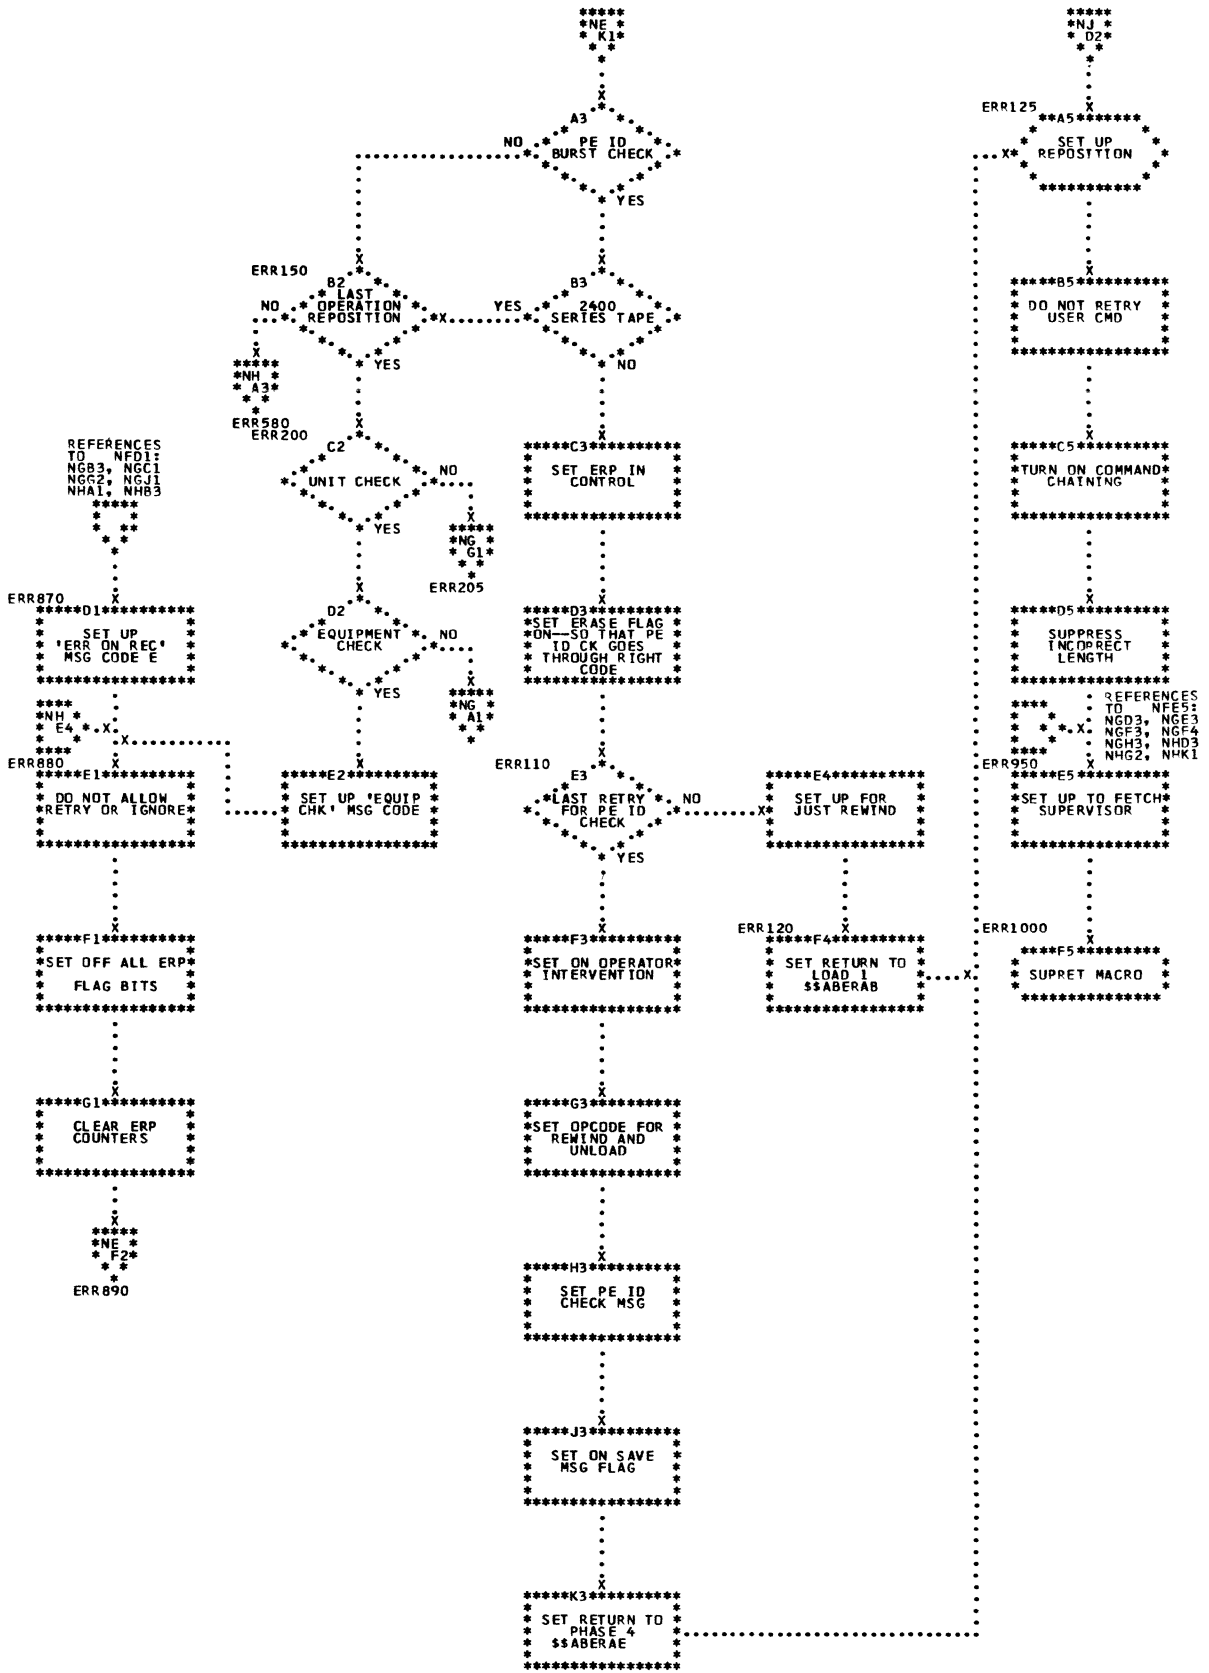 NE
K1
NJ
D2
ERR125
A3
PE ID
BURST CHECK
NO
YES
A5
SET UP
REPOSITION
ERR150
B2
LAST
OPERATION
REPOSITION
NO
YES
B3
2400
SERIES TAPE
YES
NO
B5
DO NOT RETRY
USER CMD
NH
A3
ERR580
ERR200
REFERENCES
TO NFD1:
NGB3, NGC1
NGG2, NGJ1
NHA1, NHB3
C2
UNIT CHECK
NO
YES
C3
SET ERP IN
CONTROL
C5
TURN ON COMMAND
CHAINING
NG
G1
ERR205
ERR870
D1
SET UP
'ERR ON REC'
MSG CODE E
D2
EQUIPMENT
CHECK
NO
YES
D3
SET ERASE FLAG
ON--SO THAT PE
ID CK GOES
THROUGH RIGHT
CODE
D5
SUPPRESS
INCORRECT
LENGTH
NG
A1
NH
E4
REFERENCES
TO NFE5:
NGD3, NGE3
NGF3, NGF4
NGH3, NHD3
NHG2, NHK1
ERR880
E1
DO NOT ALLOW
RETRY OR IGNORE
E2
SET UP 'EQUIP
CHK' MSG CODE
ERR110
E3
LAST RETRY
FOR PE ID
CHECK
NO
YES
E4
SET UP FOR
JUST REWIND
ERR950
E5
SET UP TO FETCH
SUPERVISOR
F1
SET OFF ALL ERP
FLAG BITS
F3
SET ON OPERATOR
INTERVENTION
ERR120
F4
SET RETURN TO
LOAD 1
$$ABERAB
ERR1000
F5
SUPRET MACRO
G1
CLEAR ERP
COUNTERS
G3
SET OPCODE FOR
REWIND AND
UNLOAD
NE
F2
ERR890
H3
SET PE ID
CHECK MSG
J3
SET ON SAVE
MSG FLAG
K3
SET RETURN TO
PHASE 4
$$ABERAE